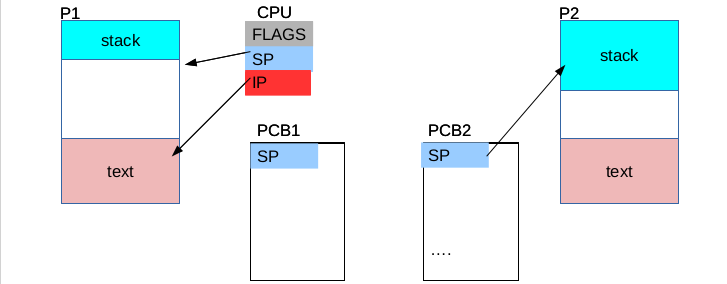 P1
CPU
P2
stack
FLAGS
SP
IP
stack
PCB1
PCB2
SP
SP
text
text
....